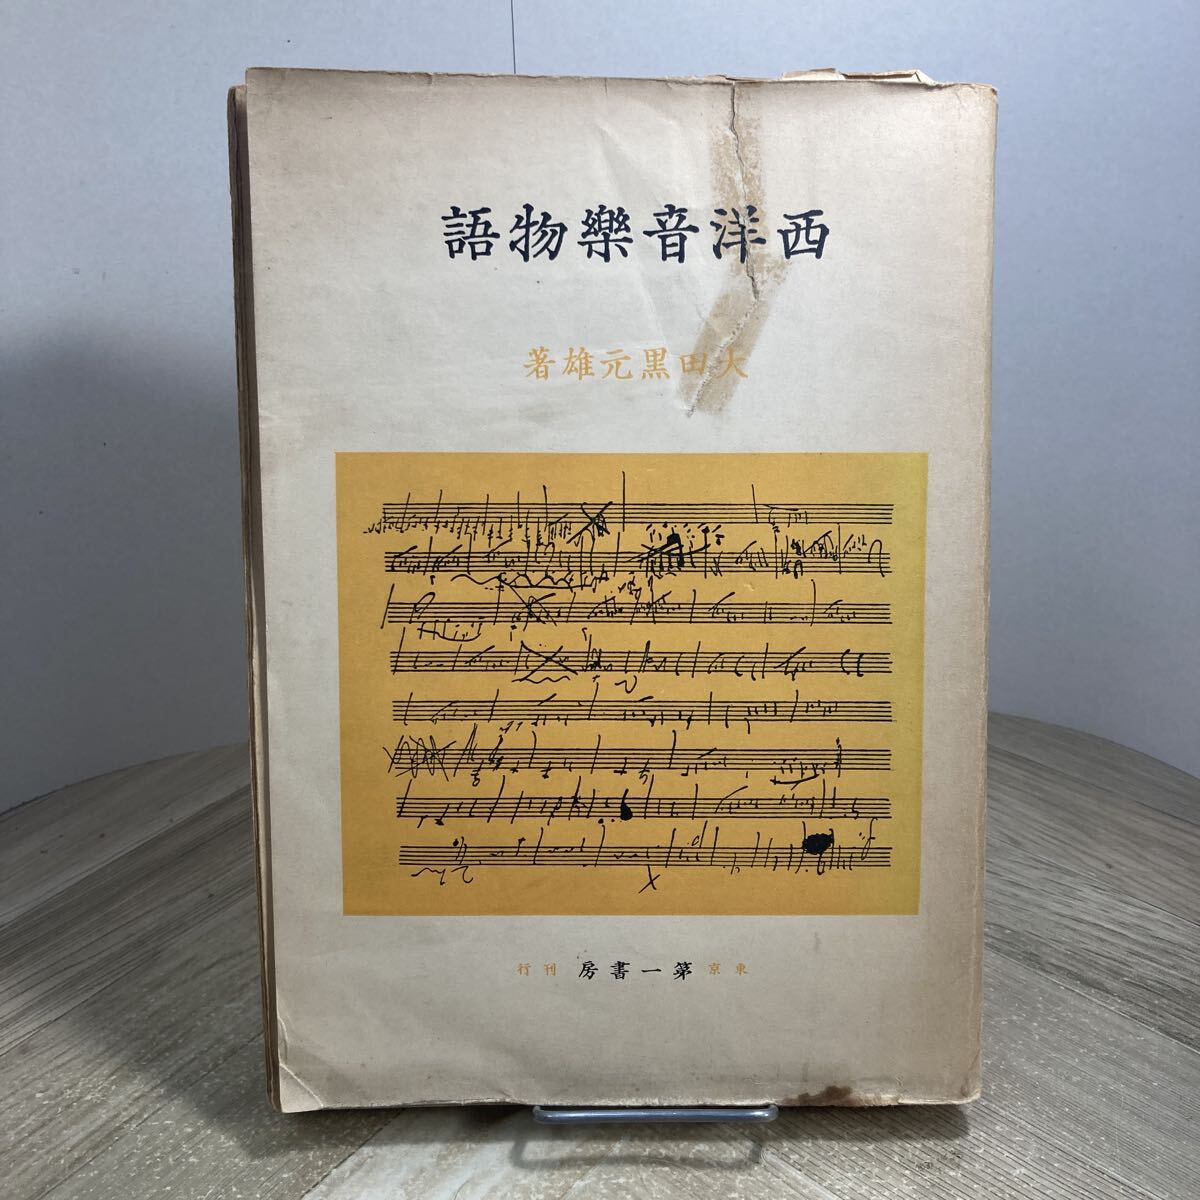 西洋音樂物語
大田黒元雄著
東京 第一書房 刊行